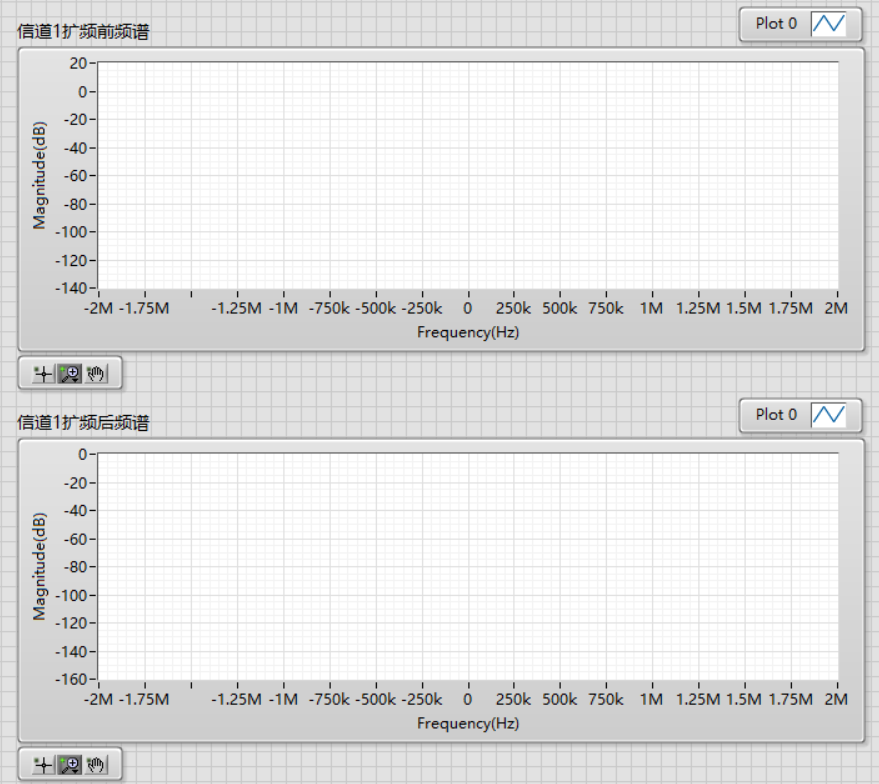 信道1扩频前频谱
Plot 0
20
0
-20
-40
-60
-80
-100
-120
-140
Magnitude(dB)
-2M -1.75M -1.25M -1M -750k -500k -250k 0 250k 500k 750k 1M 1.25M 1.5M 1.75M 2M
Frequency(Hz)
信道1扩频后频谱
Plot 0
0
-20
-40
-60
-80
-100
-120
-140
-160
Magnitude(dB)
-2M -1.75M -1.25M -1M -750k -500k -250k 0 250k 500k 750k 1M 1.25M 1.5M 1.75M 2M
Frequency(Hz)